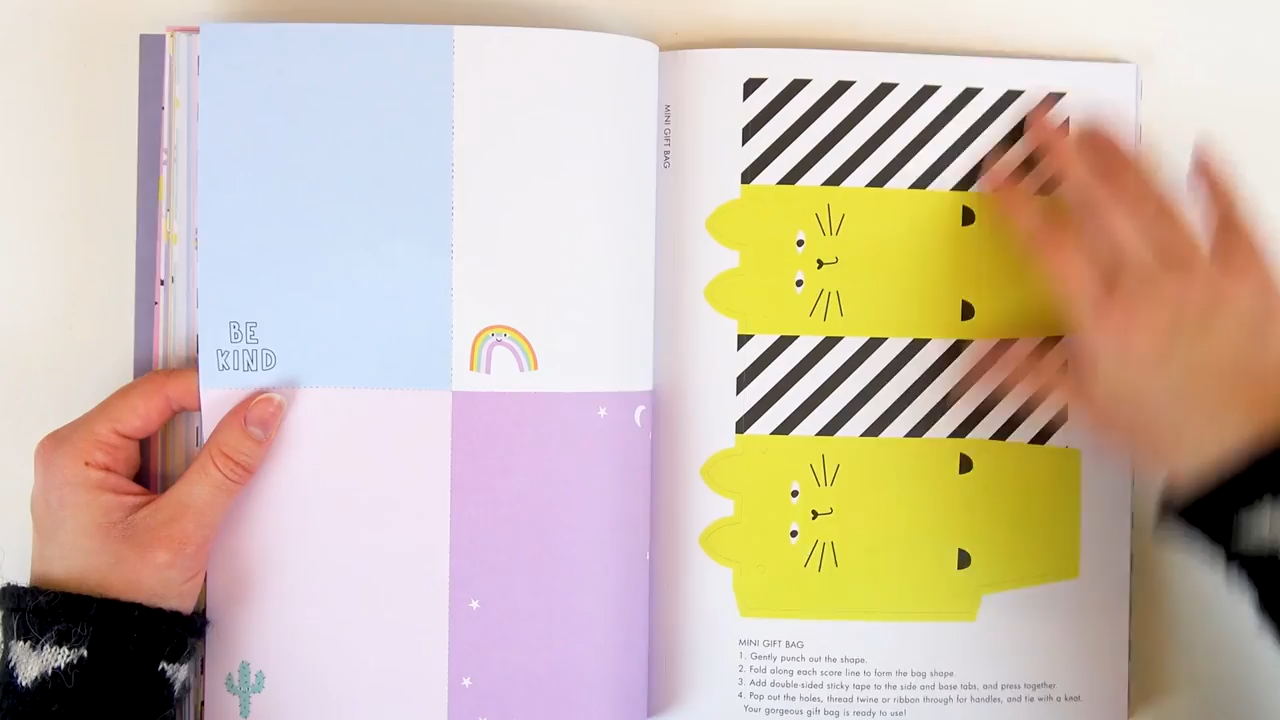 BE
KIND
MINI GIFT BAG
MINI GIFT BAG
1. Gently punch out the shape.
2. Fold along each score line to form the bag shape.
3. Add double-sided sticky tape to the side and base tabs, and press together.
4. Pop out the holes, thread twine or ribbon through for handles, and tie with a knot.
Your gorgeous gift bag is ready to use!